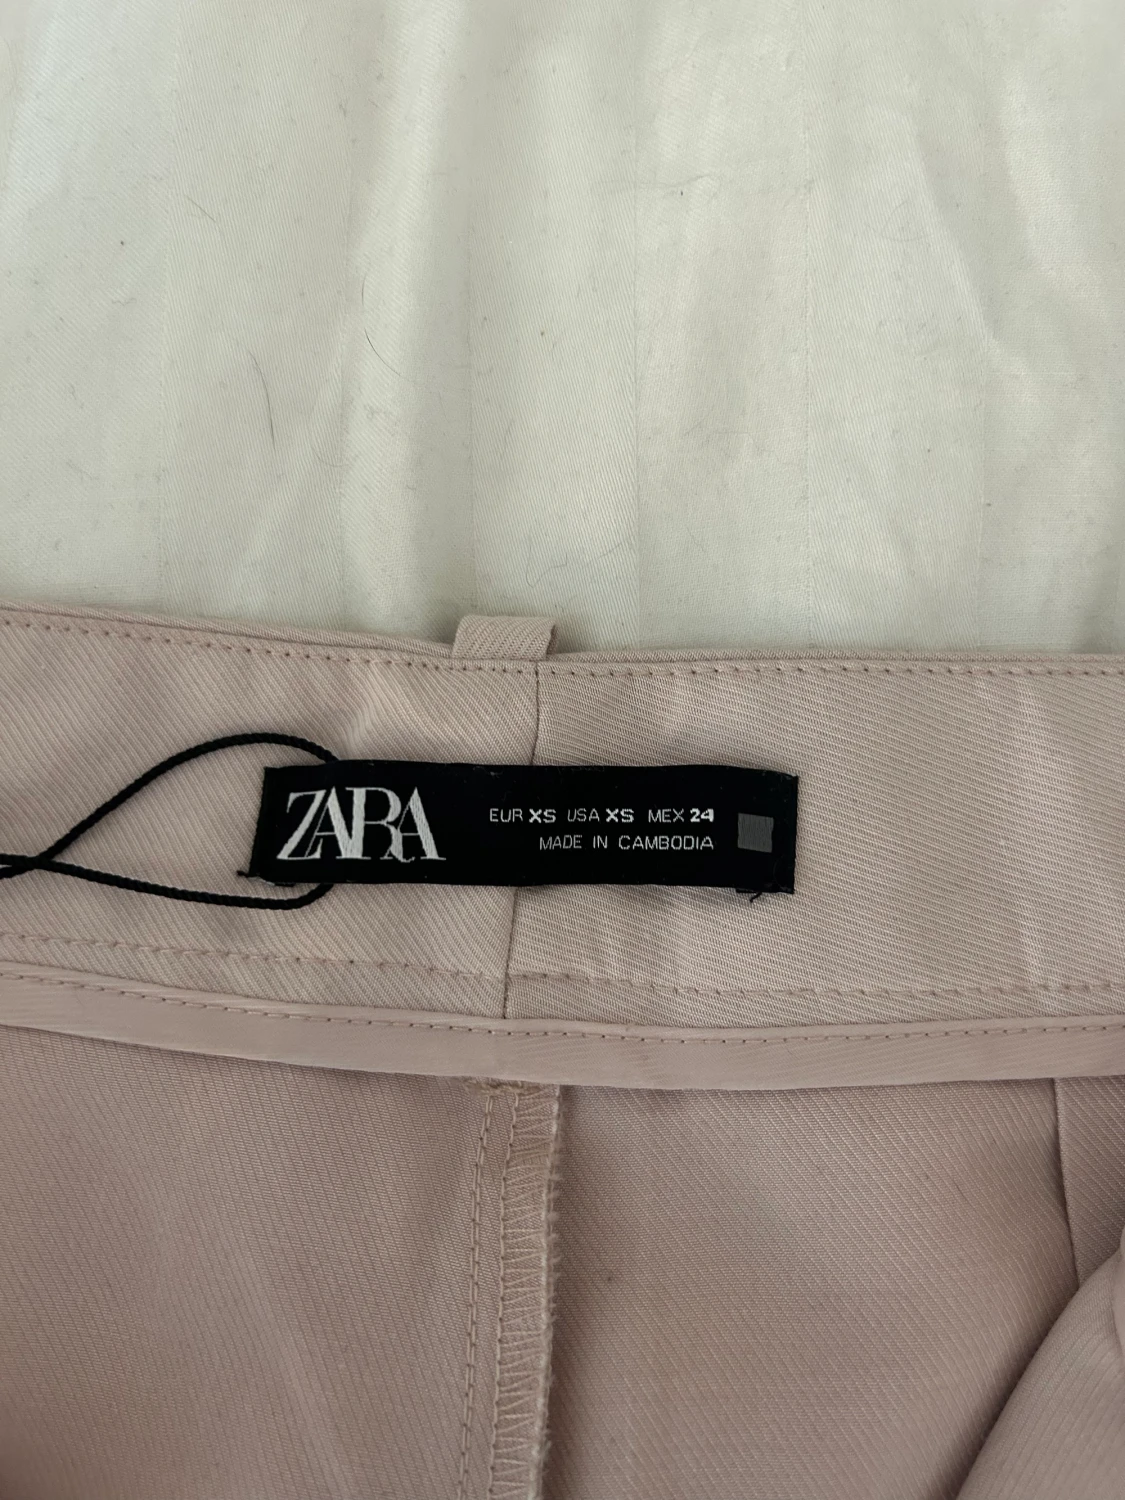 ZARA
EUR XS USA XS MEX 24
MADE IN CAMBODIA